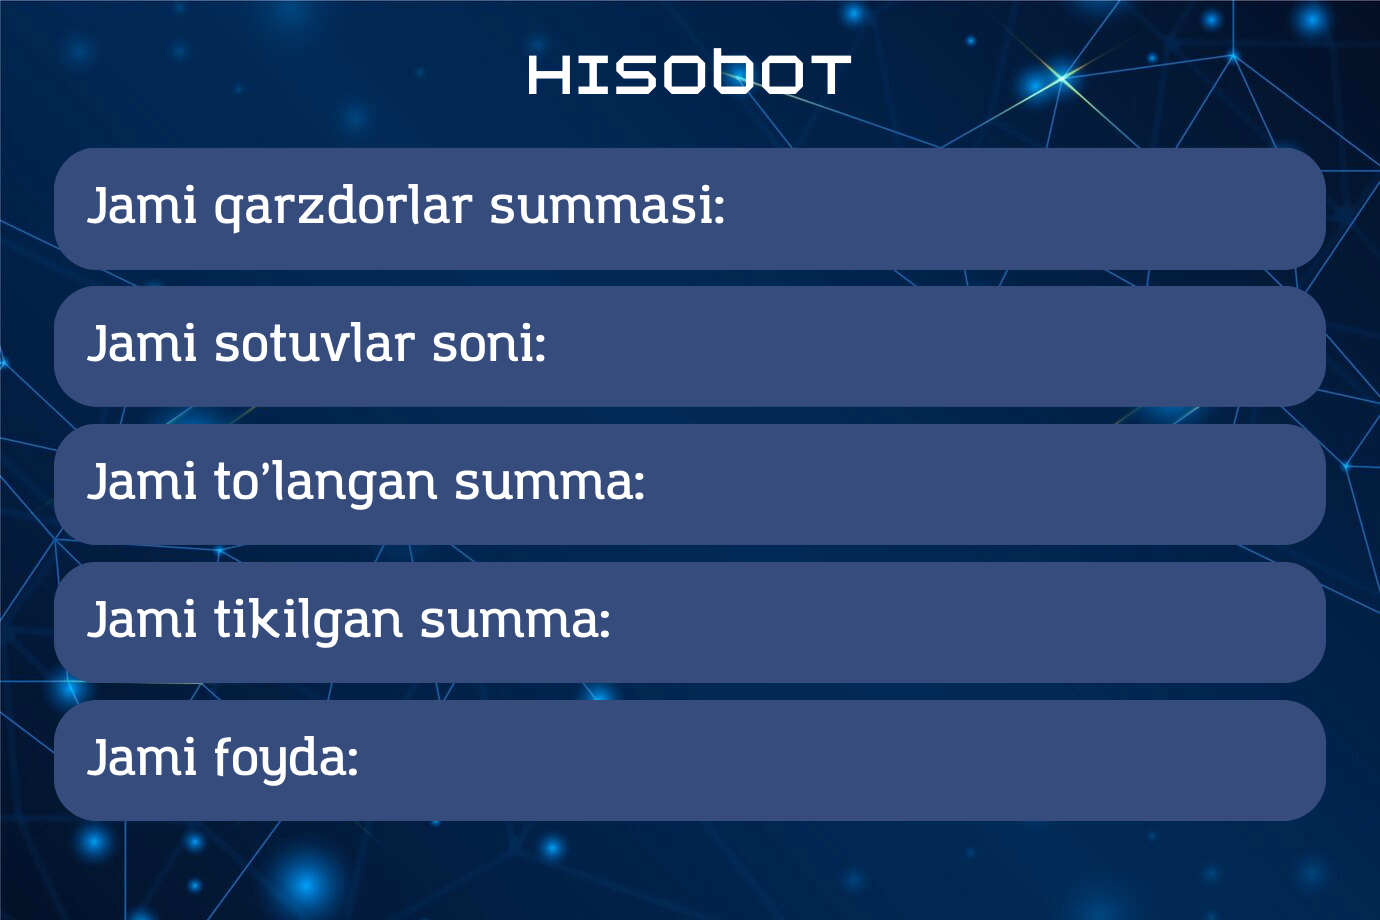 HISOBOT
Jami qarzdorlar summasi:
Jami sotuvlar soni:
Jami to’langan summa:
Jami tikilgan summa:
Jami foyda: